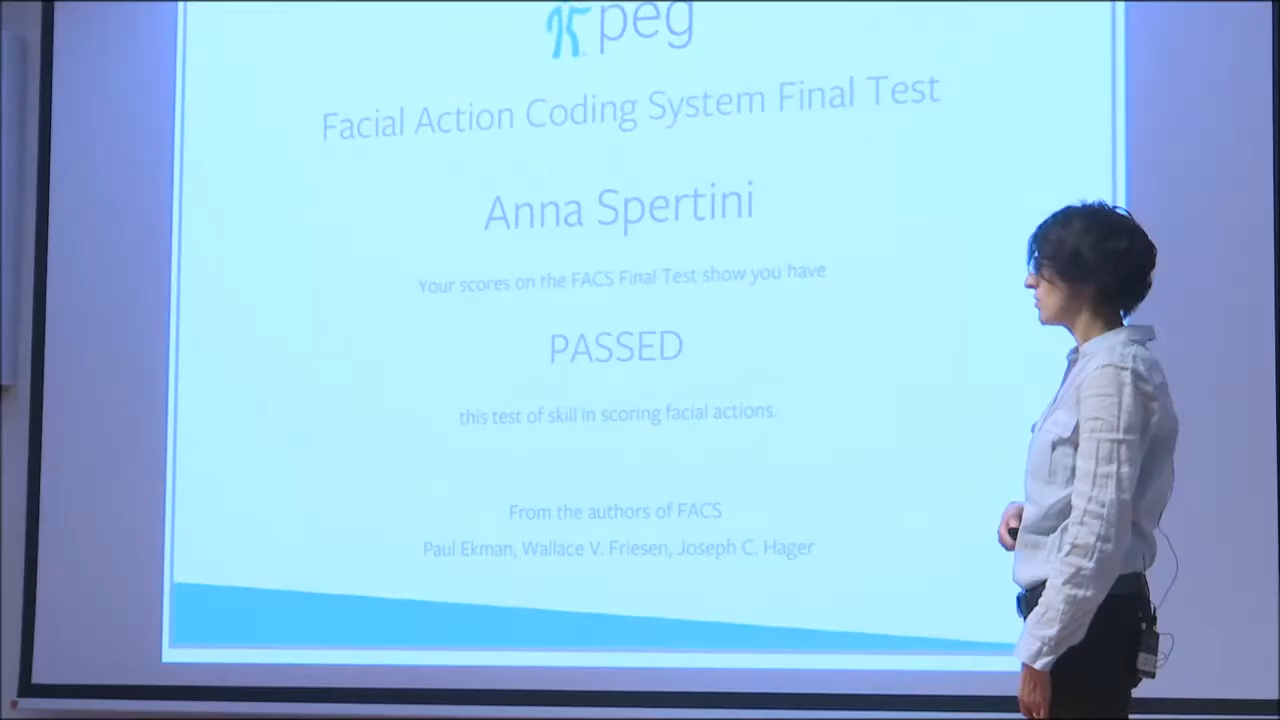 peg
Facial Action Coding System Final Test
Anna Spertini
Your scores on the FACS Final Test show you have
PASSED
this test of skill in scoring facial actions.
From the authors of FACS
Paul Ekman, Wallace V. Friesen, Joseph C. Hager